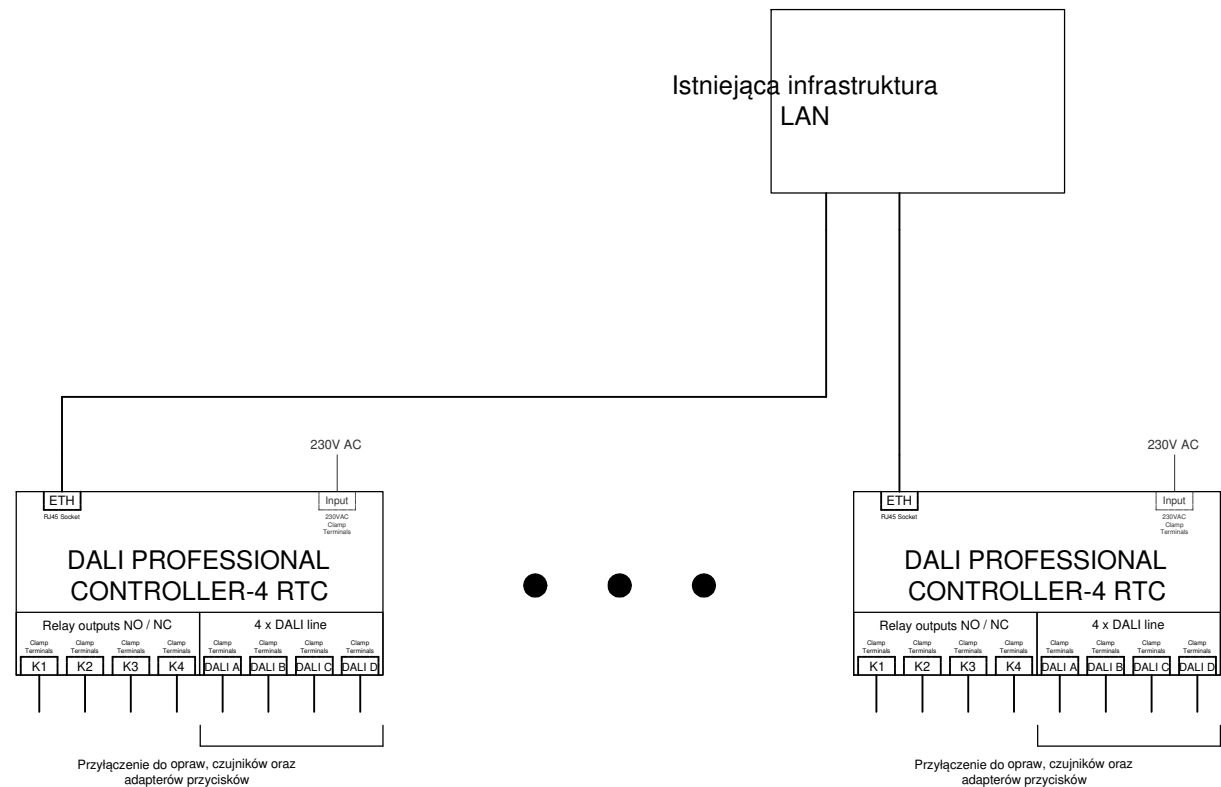 Istniejąca infrastruktura
LAN
230V AC
ETH
RJ45 Socket
Input
230VAC
Clamp
Terminals
DALI PROFESSIONAL
CONTROLLER-4 RTC
Relay outputs NO / NC
4 x DALI line
Clamp Clamp Clamp Clamp Clamp Clamp Clamp Clamp
Terminals Terminals Terminals Terminals Terminals Terminals Terminals Terminals
K1 K2 K3 K4 DALI A DALI B DALI C DALI D
Przyłączenie do opraw, czujników oraz
adapterów przycisków
230V AC
ETH
RJ45 Socket
Input
230VAC
Clamp
Terminals
DALI PROFESSIONAL
CONTROLLER-4 RTC
Relay outputs NO / NC
4 x DALI line
Clamp Clamp Clamp Clamp Clamp Clamp Clamp Clamp
Terminals Terminals Terminals Terminals Terminals Terminals Terminals Terminals
K1 K2 K3 K4 DALI A DALI B DALI C DALI D
Przyłączenie do opraw, czujników oraz
adapterów przycisków